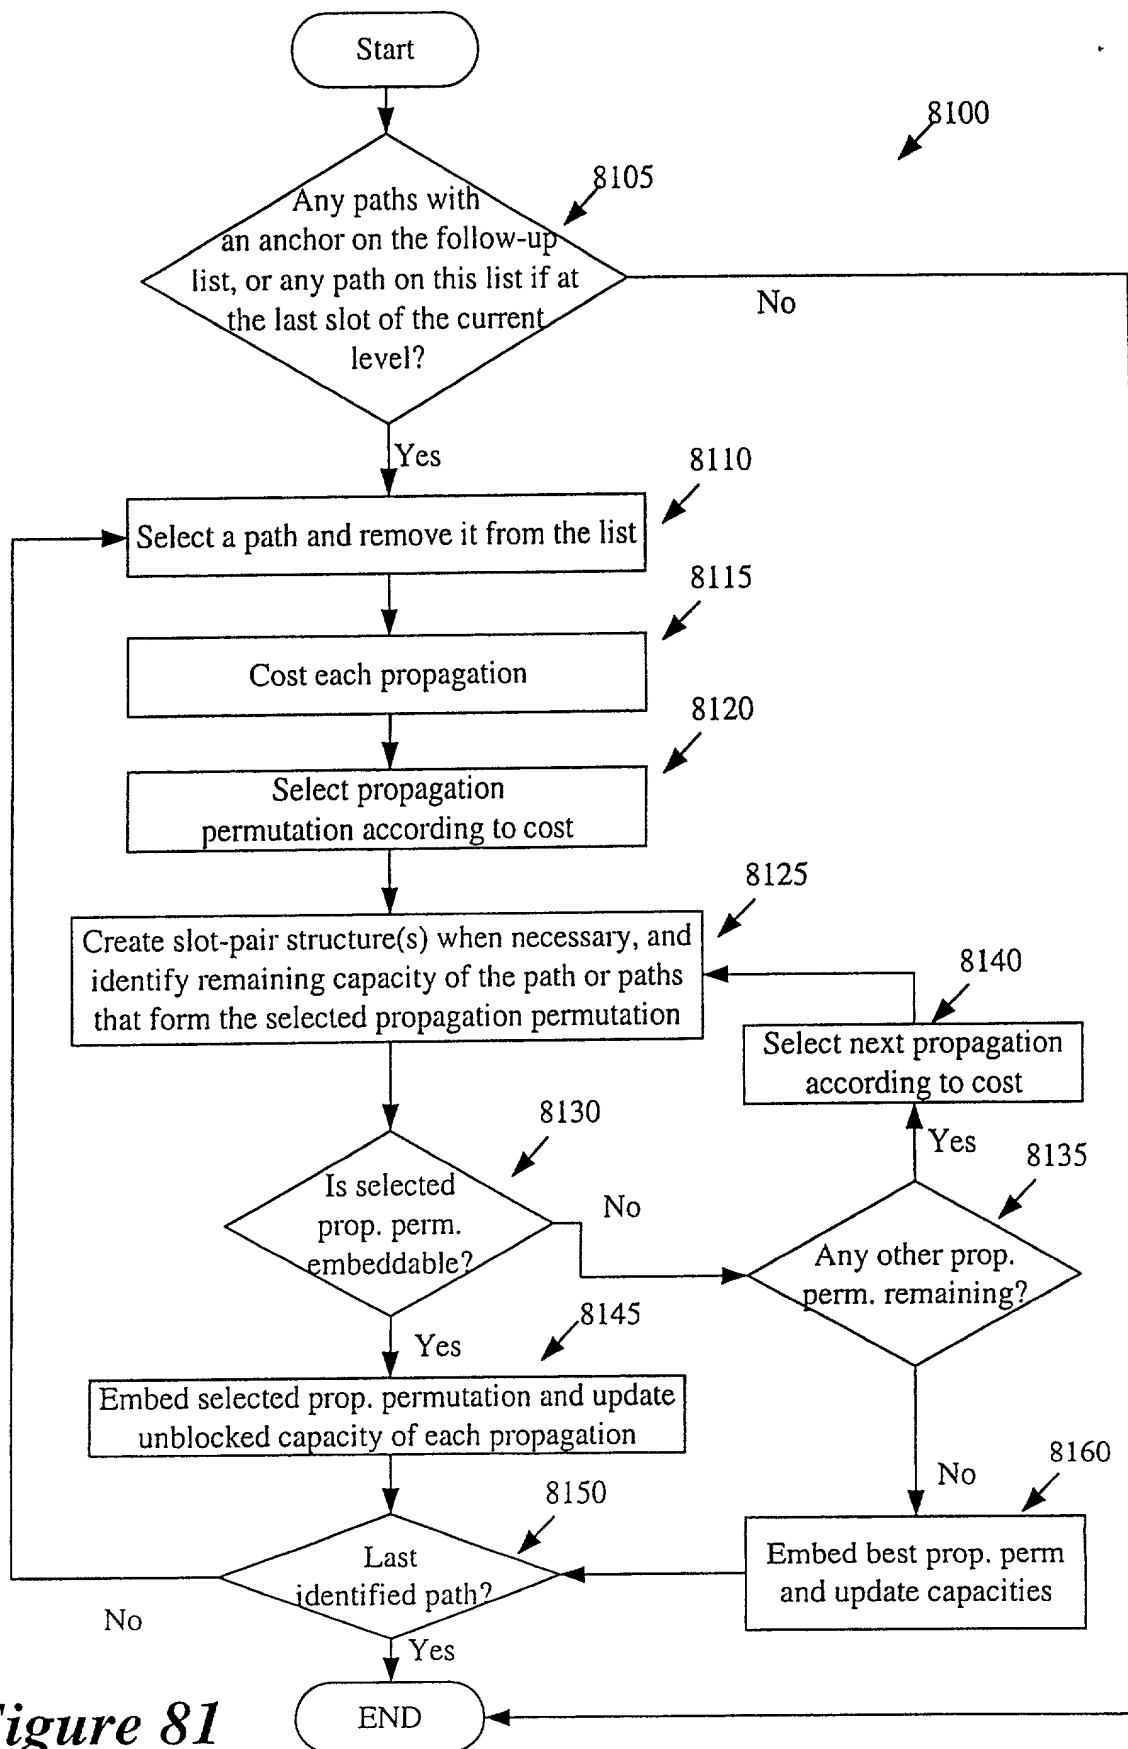 Start
8100
8105
Any paths with
an anchor on the follow-up
list, or any path on this list if at
the last slot of the current
level?
No
Yes
8110
Select a path and remove it from the list
8115
Cost each propagation
8120
Select propagation
permutation according to cost
8125
Create slot-pair structure(s) when necessary, and
identify remaining capacity of the path or paths
that form the selected propagation permutation
8140
Select next propagation
according to cost
8130
Is selected
prop. perm.
embeddable?
No
Yes
8135
Any other prop.
perm. remaining?
8145
Yes
Embed selected prop. permutation and update
unblocked capacity of each propagation
No
8160
Embed best prop. perm
and update capacities
8150
Last
identified path?
No
Yes
END
Figure 81